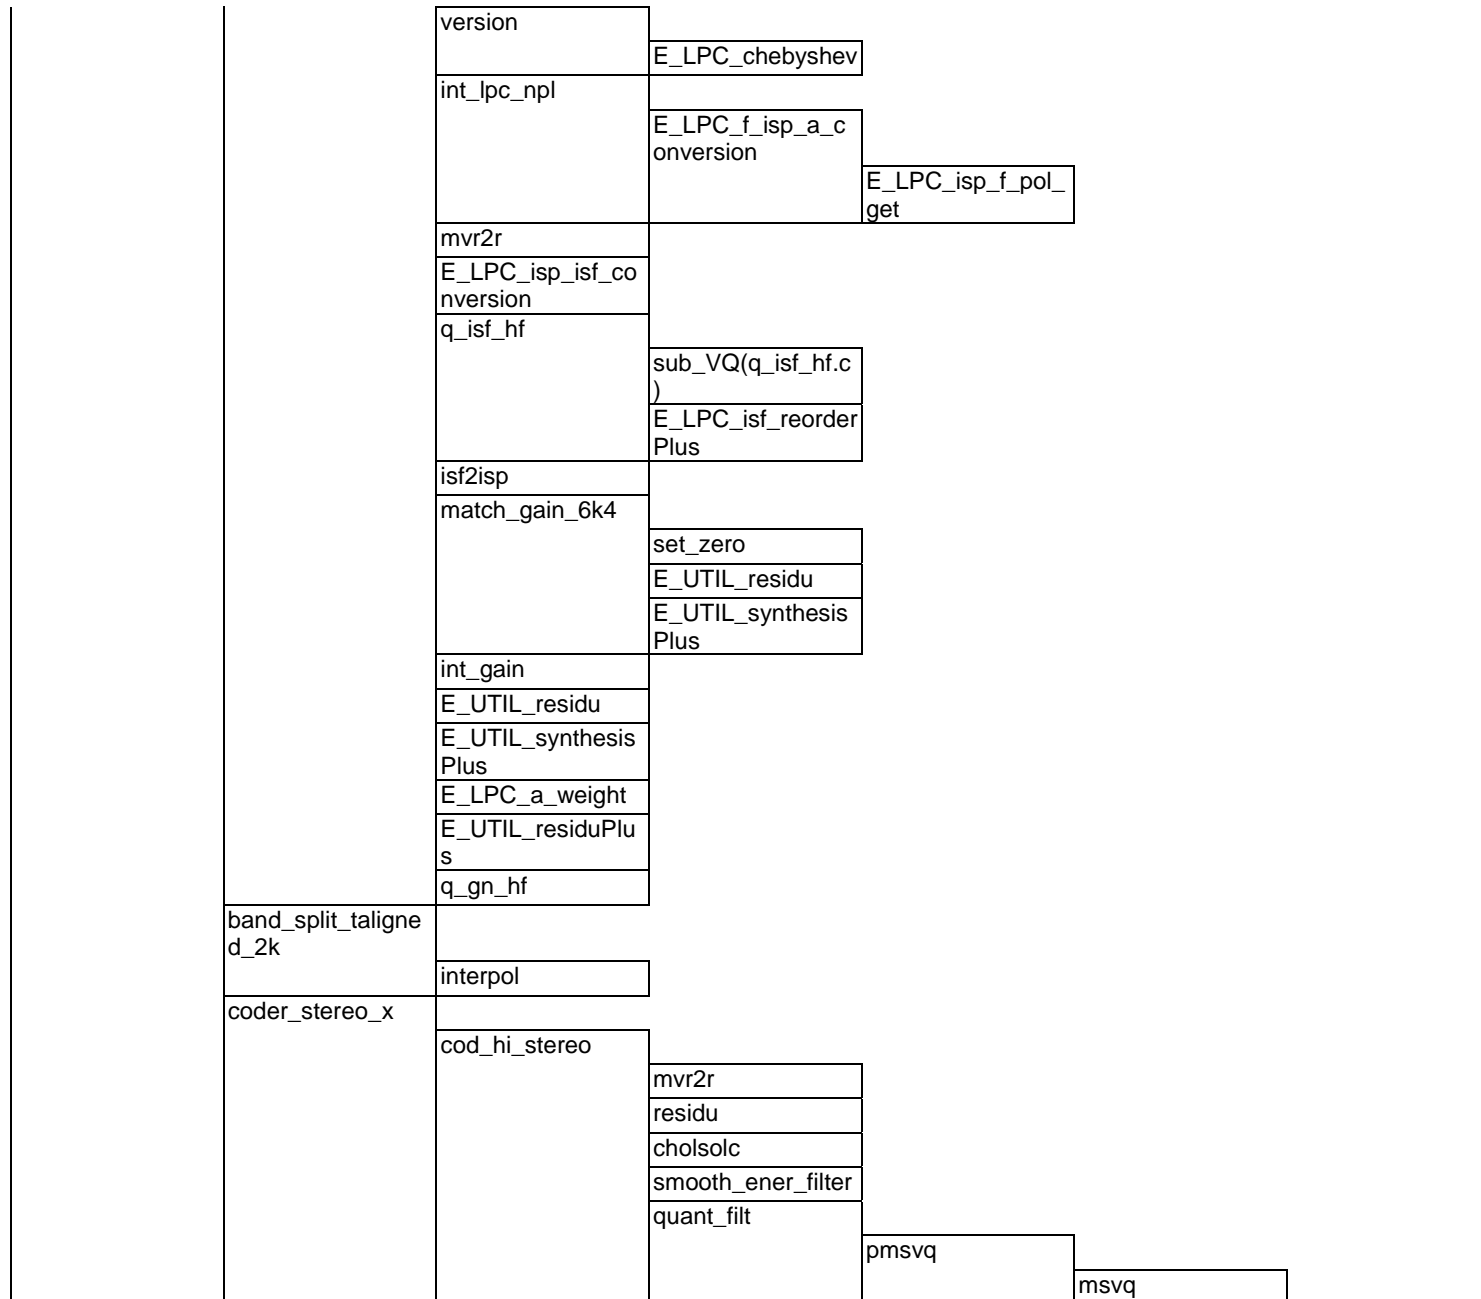 version
E_LPC_chebyshev
int_lpc_npl
E_LPC_f_isp_a_c
onversion
E_LPC_isp_f_pol_
get
mvr2r
E_LPC_isp_isf_co
nversion
q_isf_hf
sub_VQ(q_isf_hf.c
)
E_LPC_isf_reorder
Plus
isf2isp
match_gain_6k4
set_zero
E_UTIL_residu
E_UTIL_synthesis
Plus
int_gain
E_UTIL_residu
E_UTIL_synthesis
Plus
E_LPC_a_weight
E_UTIL_residuPlu
s
q_gn_hf
band_split_taligne
d_2k
interpol
coder_stereo_x
cod_hi_stereo
mvr2r
residu
cholsolc
smooth_ener_filter
quant_filt
pmsvq
msvq